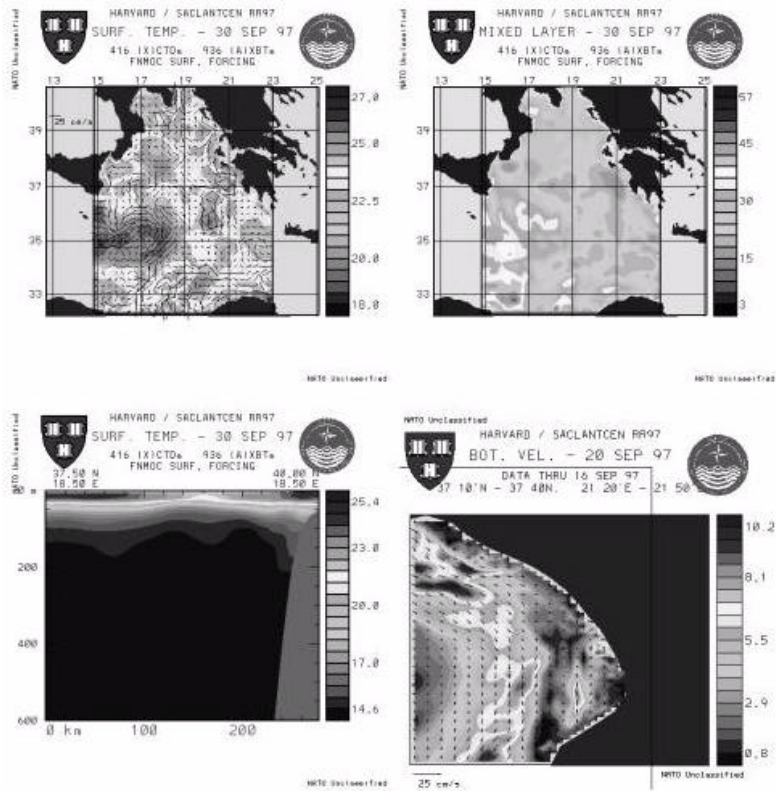 HARVARD / SACLANTCEN RR97
SURF. TEMP. - 30 SEP 97
416 (X)CTDs 936 (A)XBTs
FNMOC SURF. FORCING
NATO Unclassified
13 15 17 19 21 23 25
39
37
35
33
25 cm/s
27.0
25.0
22.5
20.0
18.0
NATO Unclassified
HARVARD / SACLANTCEN RR97
MIXED LAYER - 30 SEP 97
416 (X)CTDs 936 (A)XBTs
FNMOC SURF. FORCING
NATO Unclassified
13 15 17 19 21 23 25
39
37
35
33
57
45
30
15
3
NATO Unclassified
HARVARD / SACLANTCEN RR97
SURF. TEMP. - 30 SEP 97
416 (X)CTDs 936 (A)XBTs
FNMOC SURF. FORCING
NATO Unclassified
37.50 N 40.00 N
18.50 E 18.50 E
200
400
600
0 km 100 200
25.4
23.0
20.0
17.0
14.6
NATO Unclassified
NATO Unclassified
HARVARD / SACLANTCEN RR97
BOT. VEL. - 20 SEP 97
DATA THRU 16 SEP 97
37 10'N - 37 40N. 21 20'E - 21 50
10.2
8.1
5.5
2.9
0.8
25 cm/s
NATO Unclassified